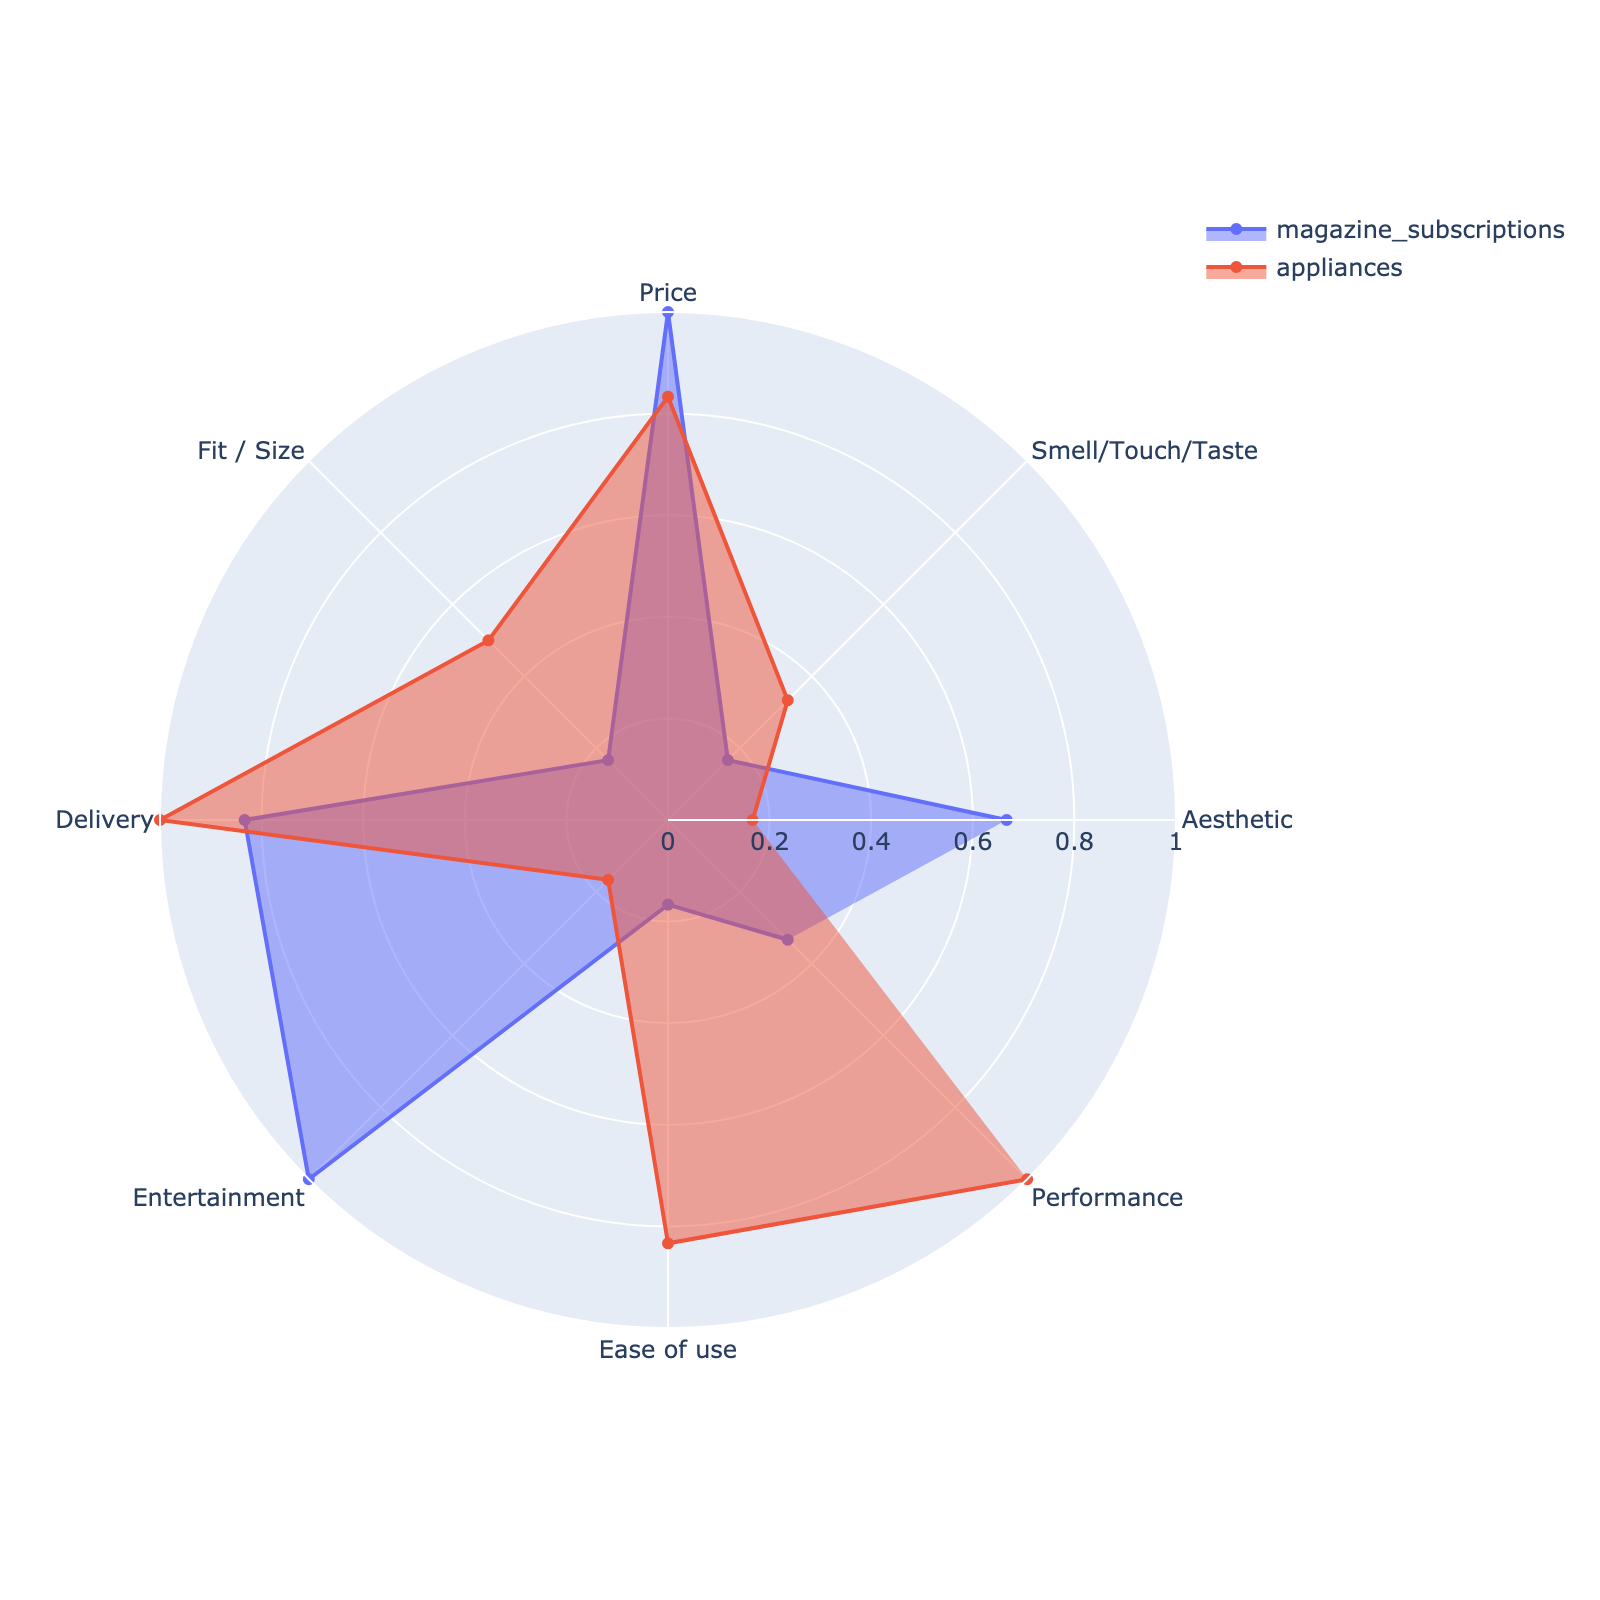 magazine_subscriptions
appliances
Price
Fit / Size
Smell/Touch/Taste
Delivery
Aesthetic
0 0.2 0.4 0.6 0.8 1
Entertainment
Performance
Ease of use